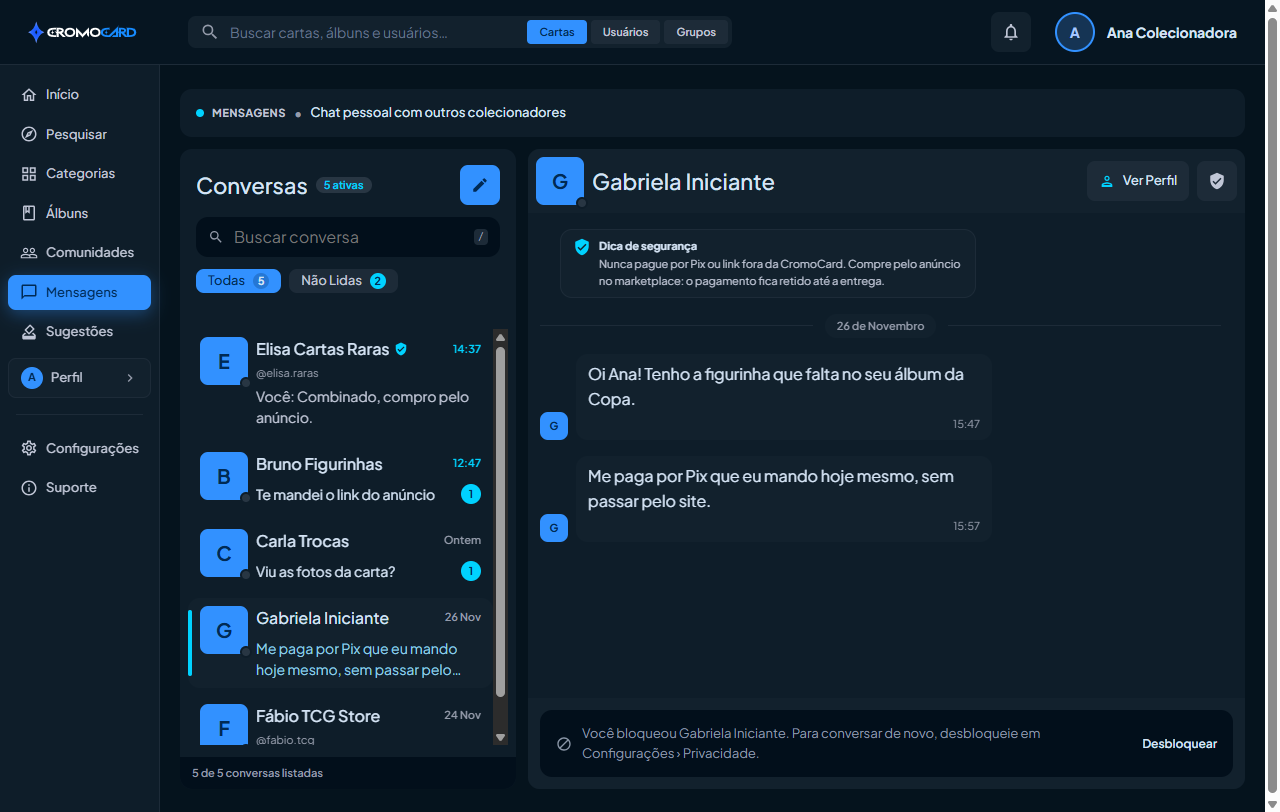 CROMOCARD
Buscar cartas, álbuns e usuários...
Cartas
Usuários
Grupos
A
Ana Colecionadora
Início
Pesquisar
Categorias
Álbuns
Comunidades
Mensagens
Sugestões
A
Perfil
Configurações
Suporte
MENSAGENS
Chat pessoal com outros colecionadores
Conversas
5 ativas
Buscar conversa
/
Todas 5
Não Lidas 2
E
Elisa Cartas Raras
14:37
@elisa.raras
Você: Combinado, compro pelo
anúncio.
B
Bruno Figurinhas
12:47
Te mandei o link do anúncio
1
C
Carla Trocas
Ontem
Viu as fotos da carta?
1
G
Gabriela Iniciante
26 Nov
Me paga por Pix que eu mando
hoje mesmo, sem passar pelo...
F
Fábio TCG Store
24 Nov
@fabio.tcg
5 de 5 conversas listadas
G
Gabriela Iniciante
Ver Perfil
Dica de segurança
Nunca pague por Pix ou link fora da CromoCard. Compre pelo anúncio
no marketplace: o pagamento fica retido até a entrega.
26 de Novembro
Oi Ana! Tenho a figurinha que falta no seu álbum da
Copa.
15:47
G
Me paga por Pix que eu mando hoje mesmo, sem
passar pelo site.
15:57
G
Você bloqueou Gabriela Iniciante. Para conversar de novo, desbloqueie em
Configurações › Privacidade.
Desbloquear